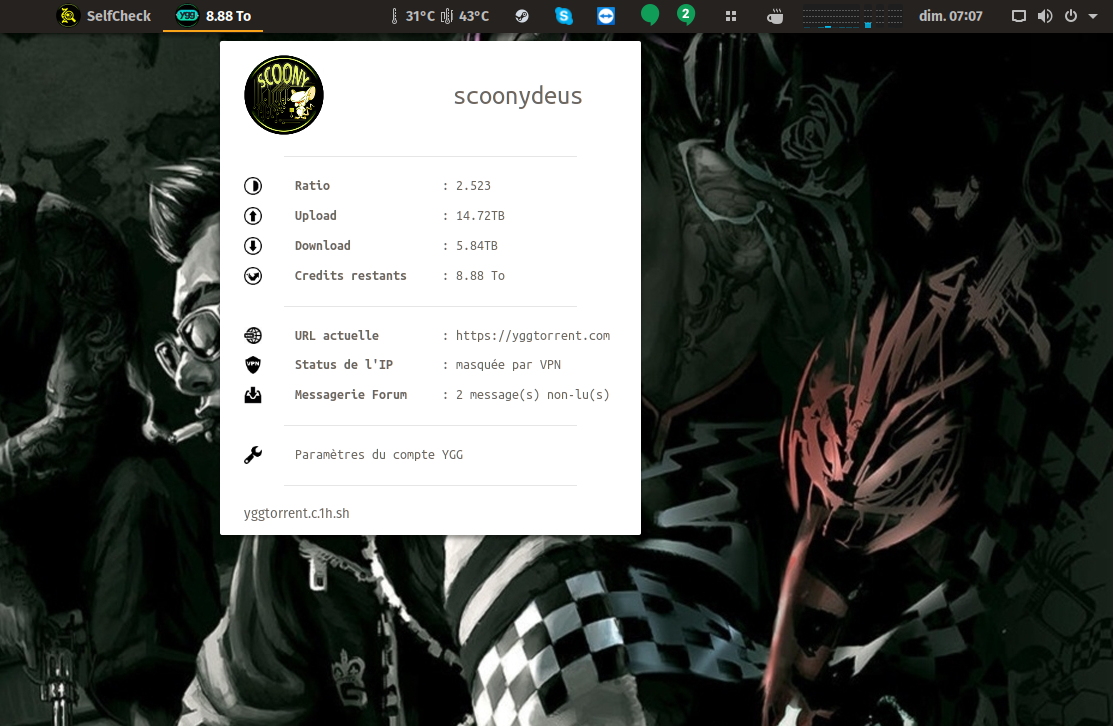 SelfCheck YGG 8.88 To 31°C 43°C S 2 dim. 07:07
SCOONY
scoonydeus
Ratio : 2.523
Upload : 14.72TB
Download : 5.84TB
Credits restants : 8.88 To
URL actuelle : https://yggtorrent.com
VPN Status de l'IP : masquée par VPN
Messagerie Forum : 2 message(s) non-lu(s)
Paramètres du compte YGG
yggtorrent.c.1h.sh